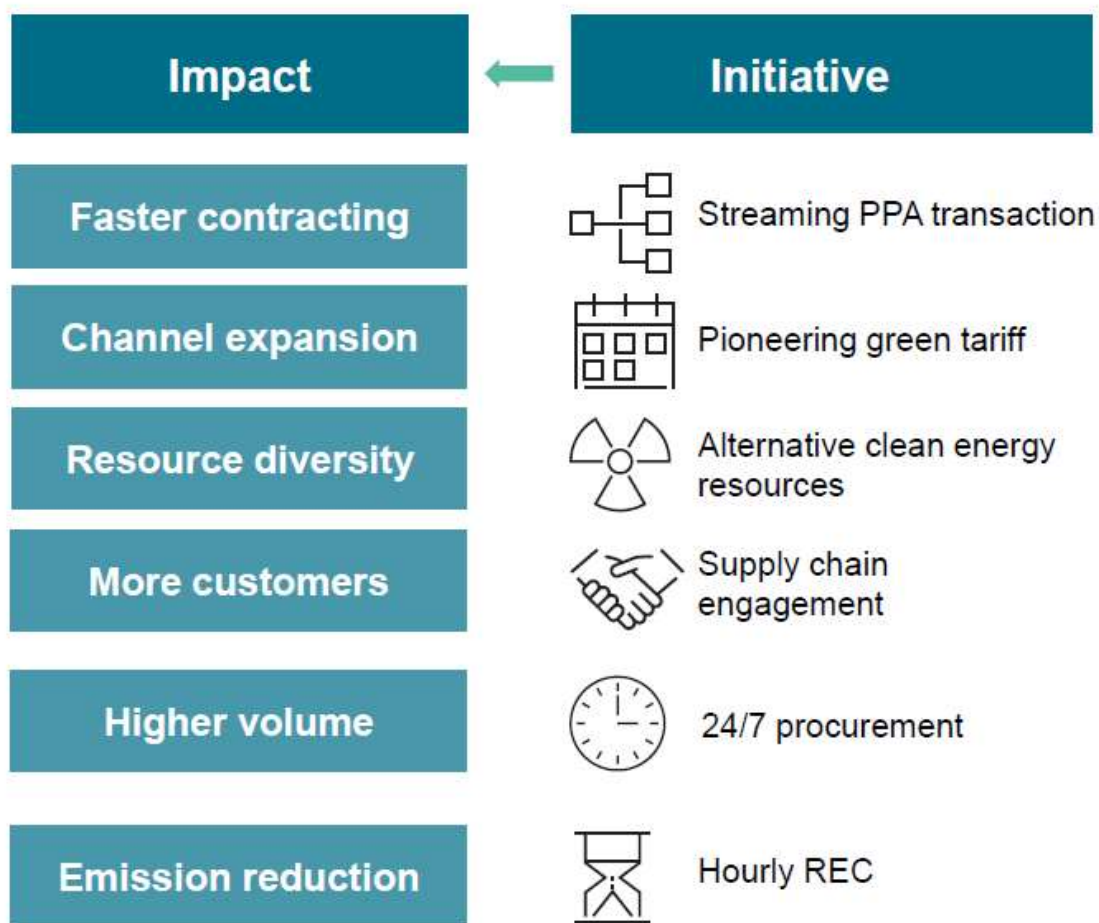 Impact
Initiative
Faster contracting
Streaming PPA transaction
Channel expansion
Pioneering green tariff
Resource diversity
Alternative clean energy
resources
More customers
Supply chain
engagement
Higher volume
24/7 procurement
Emission reduction
Hourly REC